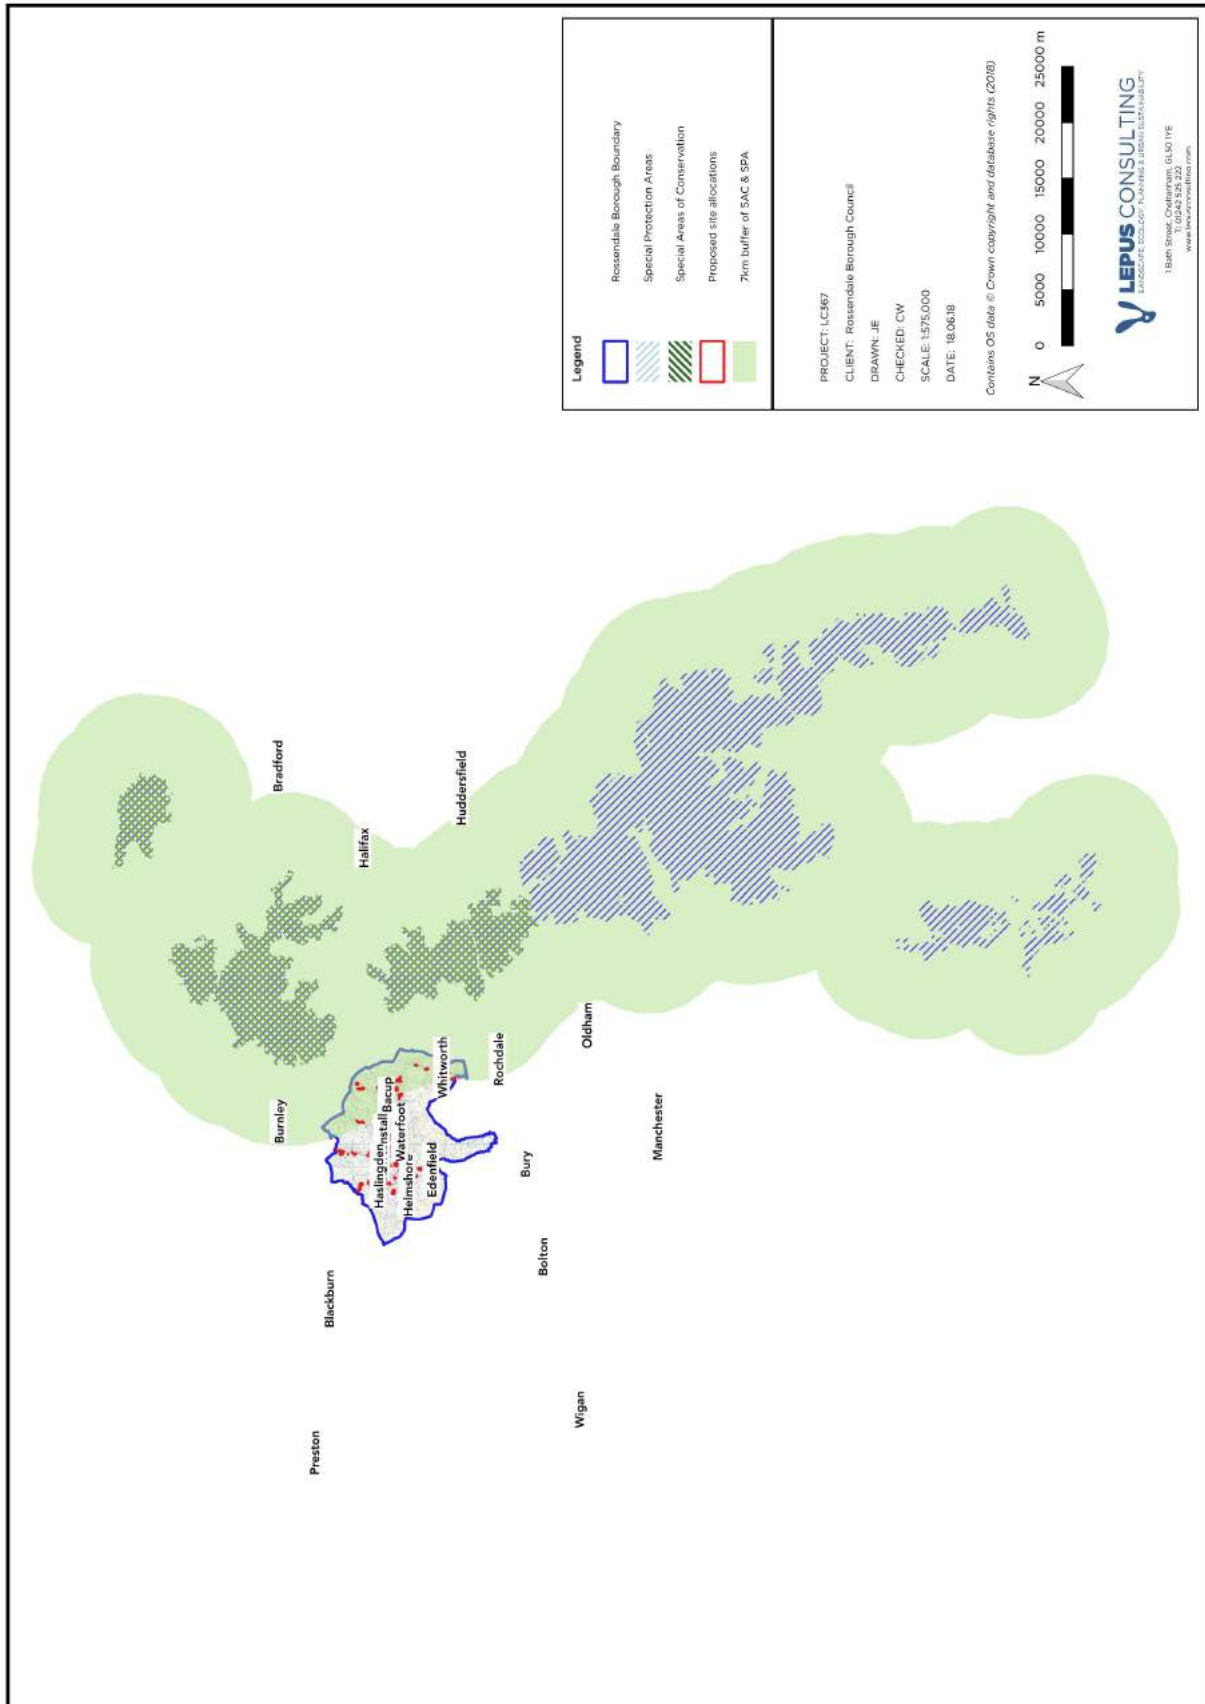 Bradford
Burnley
Halifax
Blackburn
Preston
Huddersfield
Haslingden
nstall
Bacup
Waterfoot
Helmshore
Edenfield
Whitworth
Rochdale
Oldham
Bury
Bolton
Wigan
Manchester
Legend
Rossendale Borough Boundary
Special Protection Areas
Special Areas of Conservation
Proposed site allocations
7km buffer of SAC & SPA
PROJECT: LC367
CLIENT: Rossendale Borough Council
DRAWN: JE
CHECKED: CW
SCALE: 1:575,000
DATE: 18.06.18
Contains OS data © Crown copyright and database rights (2018)
N
0 5000 10000 15000 20000 25000 m
LEPUS CONSULTING
LANDSCAPE, ECOLOGY, PLANNING & URBAN SUSTAINABILITY
1 Bath Street, Cheltenham, GL50 1YE
T: 01242 525 222
www.lepusconsulting.com